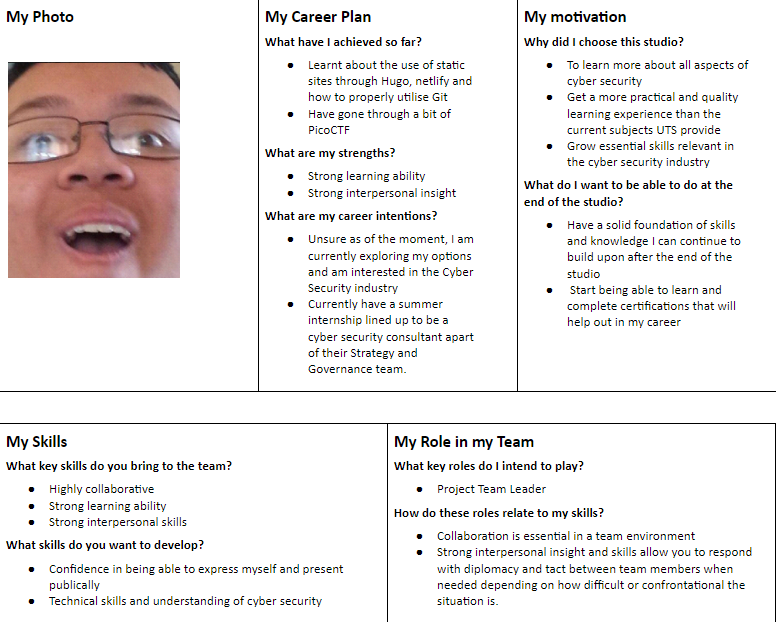 My Photo
My Career Plan
What have I achieved so far?
● Learnt about the use of static
sites through Hugo, netlify and
how to properly utilise Git
● Have gone through a bit of
PicoCTF
What are my strengths?
● Strong learning ability
● Strong interpersonal insight
What are my career intentions?
● Unsure as of the moment, I am
currently exploring my options
and am interested in the Cyber
Security industry
● Currently have a summer
internship lined up to be a
cyber security consultant apart
of their Strategy and
Governance team.
My motivation
Why did I choose this studio?
● To learn more about all aspects of
cyber security
● Get a more practical and quality
learning experience than the
current subjects UTS provide
● Grow essential skills relevant in
the cyber security industry
What do I want to be able to do at the
end of the studio?
● Have a solid foundation of skills
and knowledge I can continue to
build upon after the end of the
studio
● Start being able to learn and
complete certifications that will
help out in my career
My Skills
What key skills do you bring to the team?
● Highly collaborative
● Strong learning ability
● Strong interpersonal skills
What skills do you want to develop?
● Confidence in being able to express myself and present
publically
● Technical skills and understanding of cyber security
My Role in my Team
What key roles do I intend to play?
● Project Team Leader
How do these roles relate to my skills?
● Collaboration is essential in a team environment
● Strong interpersonal insight and skills allow you to respond
with diplomacy and tact between team members when
needed depending on how difficult or confrontational the
situation is.